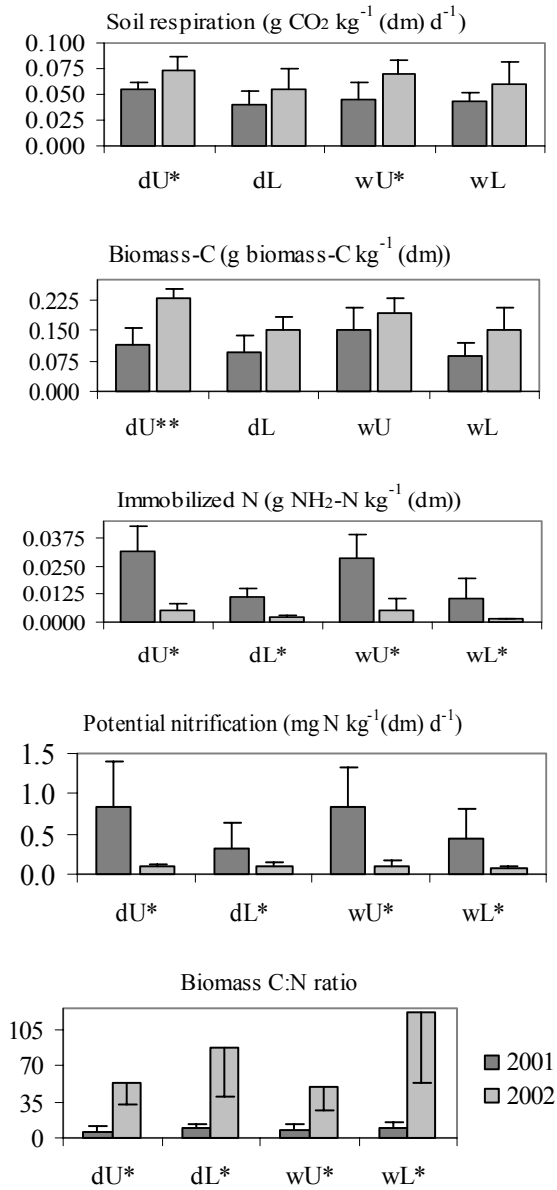 Soil respiration (g CO₂ kg⁻¹ (dm) d⁻¹)
0.100
0.075
0.050
0.025
0.000
dU* dL wU* wL
Biomass-C (g biomass-C kg⁻¹ (dm))
0.225
0.150
0.075
0.000
dU** dL wU wL
Immobilized N (g NH₂-N kg⁻¹ (dm))
0.0375
0.0250
0.0125
0.0000
dU* dL* wU* wL*
Potential nitrification (mg N kg⁻¹(dm) d⁻¹)
1.5
1.0
0.5
0.0
dU* dL* wU* wL*
Biomass C:N ratio
105
70
35
0
2001
2002
dU* dL* wU* wL*